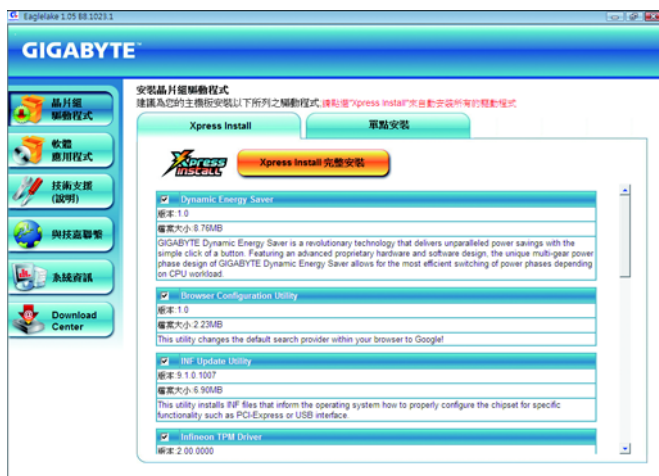 Eaglelake 1.05 B8.1023.1
GIGABYTE™
晶片組
驅動程式
軟體
應用程式
技術支援
(說明)
與技嘉聯繫
系統資訊
Download
Center
安裝晶片組驅動程式
建議為您的主機板安裝以下所列之驅動程式;請點選"Xpress Install"來自動安裝所有的驅動程式
Xpress Install
單點安裝
Xpress
INSTALL
Xpress Install 完整安裝
Dynamic Energy Saver
版本:1.0
檔案大小:8.76MB
GIGABYTE Dynamic Energy Saver is a revolutionary technology that delivers unparalleled power savings with the
simple click of a button. Featuring an advanced proprietary hardware and software design, the unique multi-gear power
phase design of GIGABYTE Dynamic Energy Saver allows for the most efficient switching of power phases depending
on CPU workload.
Browser Configuration Utility
版本:1.0
檔案大小:2.23MB
This utility changes the default search provider within your browser to Google!
INF Update Utility
版本:9.1.0.1007
檔案大小:6.90MB
This utility installs INF files that inform the operating system how to properly configure the chipset for specific
functionality such as PCI-Express or USB interface.
Infineon TPM Driver
版本:2.00.0000